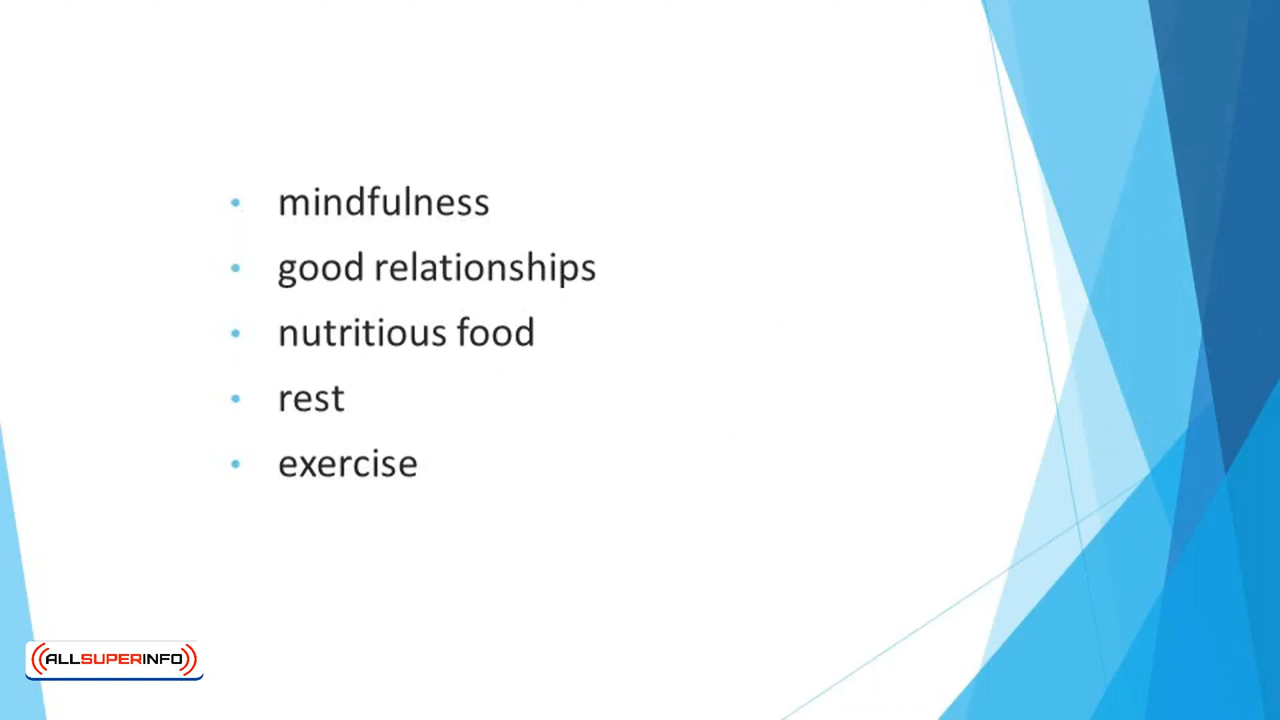 mindfulness
good relationships
nutritious food
rest
exercise
ALLSUPERINFO